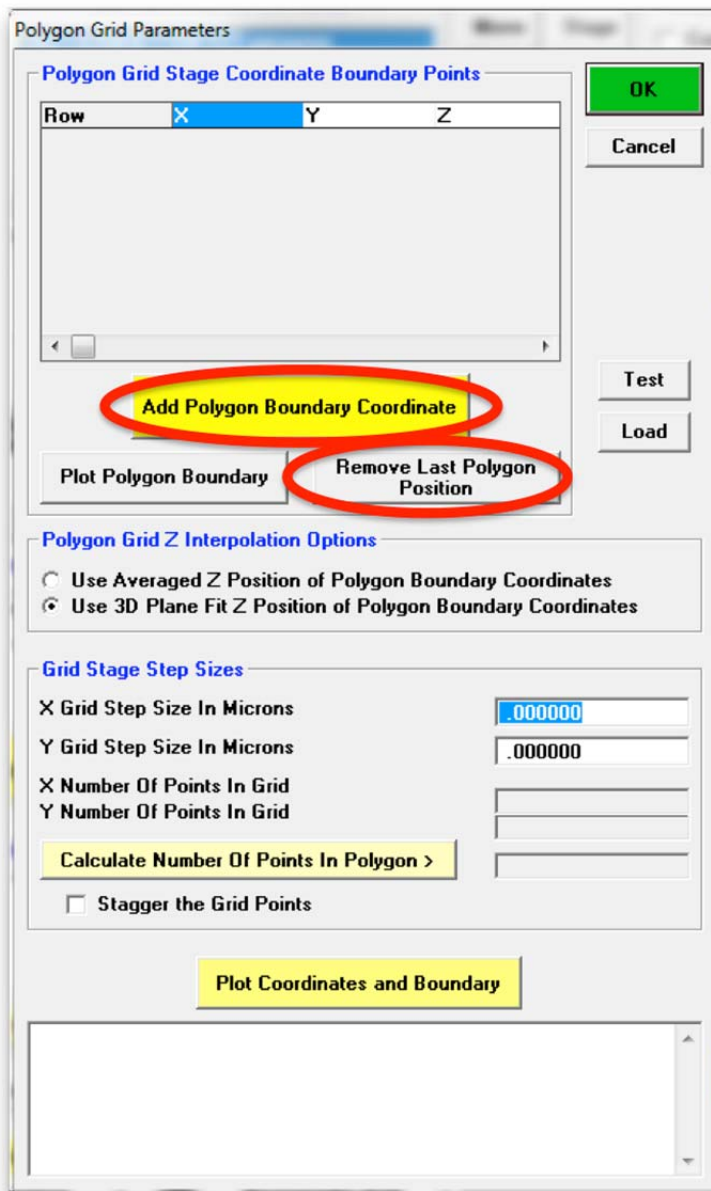 Polygon Grid Parameters
Polygon Grid Stage Coordinate Boundary Points
Row X Y Z
OK
Cancel
Add Polygon Boundary Coordinate
Test
Load
Plot Polygon Boundary
Remove Last Polygon
Position
Polygon Grid Z Interpolation Options
Use Averaged Z Position of Polygon Boundary Coordinates
Use 3D Plane Fit Z Position of Polygon Boundary Coordinates
Grid Stage Step Sizes
X Grid Step Size In Microns .000000
Y Grid Step Size In Microns .000000
X Number Of Points In Grid
Y Number Of Points In Grid
Calculate Number Of Points In Polygon >
Stagger the Grid Points
Plot Coordinates and Boundary